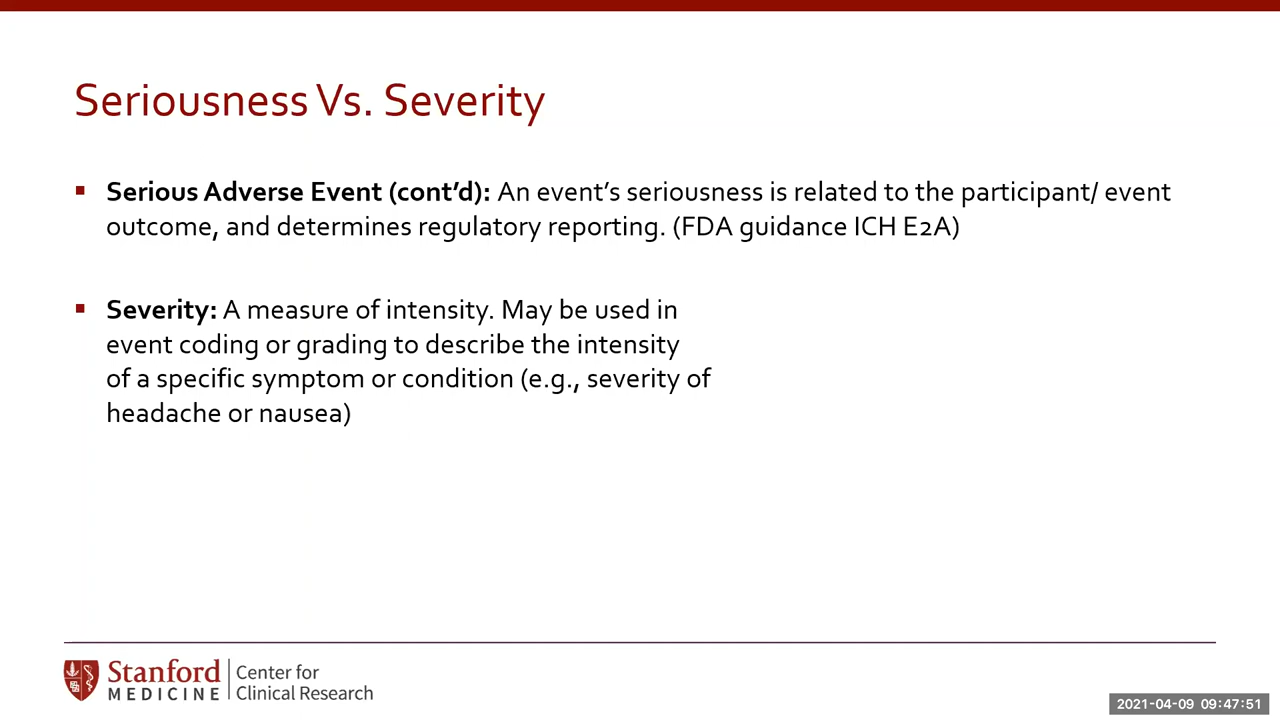 Seriousness Vs. Severity
▪ Serious Adverse Event (cont’d): An event’s seriousness is related to the participant/ event
outcome, and determines regulatory reporting. (FDA guidance ICH E2A)
▪ Severity: A measure of intensity. May be used in
event coding or grading to describe the intensity
of a specific symptom or condition (e.g., severity of
headache or nausea)
Stanford
MEDICINE
Center for
Clinical Research
2021-04-09 09:47:51